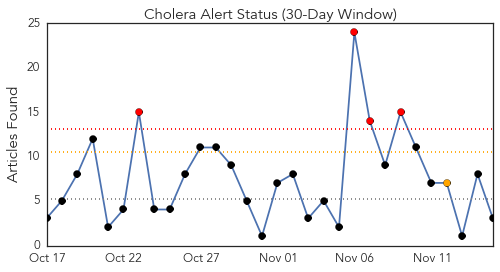 Cholera Alert Status (30-Day Window)
Articles Found
25
20
15
10
5
0
Oct 17 Oct 22 Oct 27 Nov 01 Nov 06 Nov 11